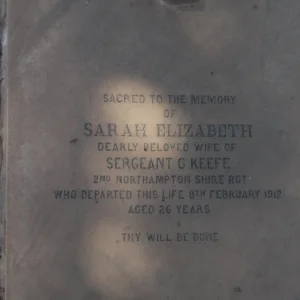 SACRED TO THE MEMORY
OF
SARAH ELIZABETH
DEARLY BELOVED WIFE OF
SERGEANT G KEEFE
2ND NORTHAMPTON SHIRE RGT
WHO DEPARTED THIS LIFE 8TH FEBRUARY 1912
AGED 26 YEARS
THY WILL BE DONE